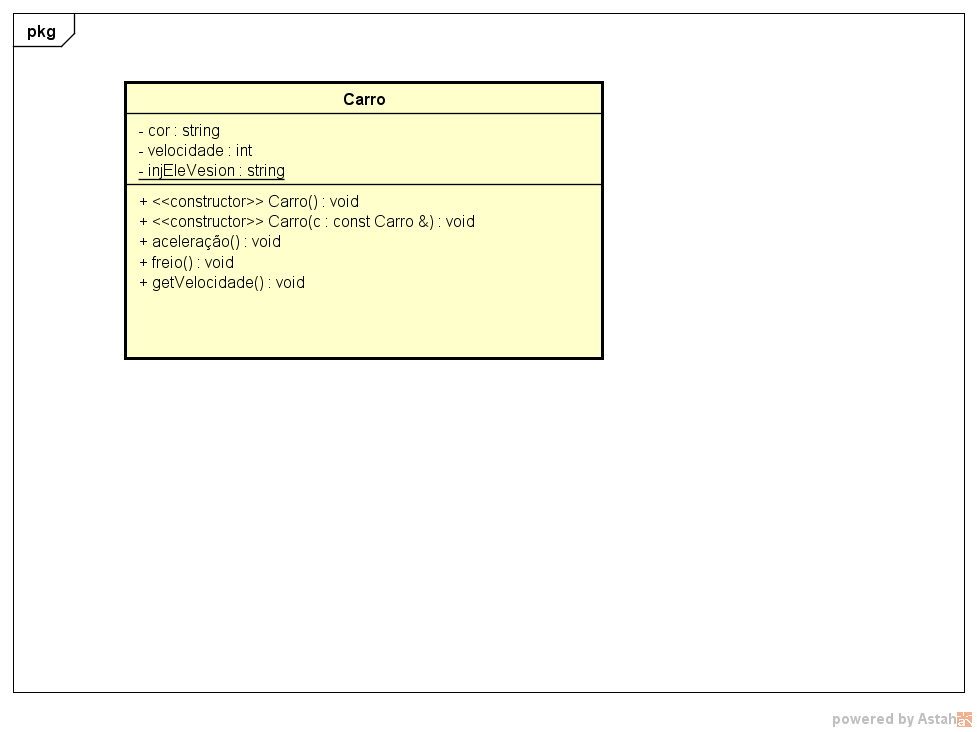 pkg
Carro
- cor : string
- velocidade : int
- injEleVesion : string
+ <<constructor>> Carro() : void
+ <<constructor>> Carro(c : const Carro &) : void
+ aceleração() : void
+ freio() : void
+ getVelocidade() : void
powered by Astah